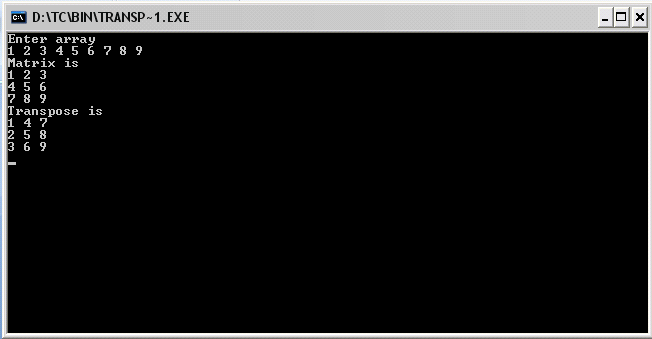 D:\TC\BIN\TRANSP~1.EXE
Enter array
1 2 3 4 5 6 7 8 9
Matrix is
1 2 3
4 5 6
7 8 9
Transpose is
1 4 7
2 5 8
3 6 9